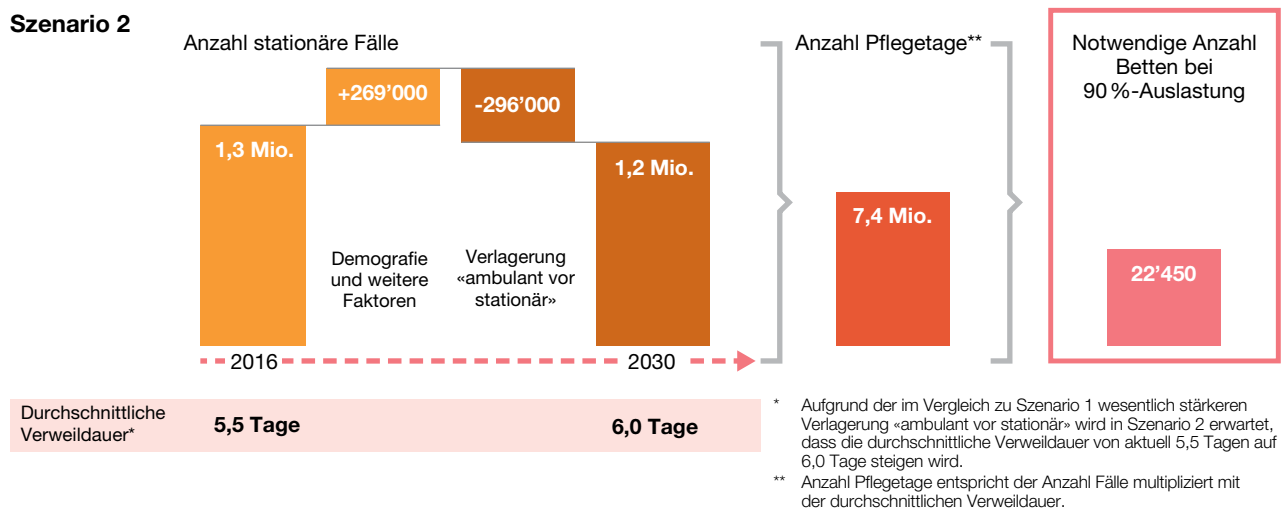 Szenario 2
Anzahl stationäre Fälle
+269’000
-296’000
1,3 Mio.
1,2 Mio.
Demografie
und weitere
Faktoren
Verlagerung
«ambulant vor
stationär»
2016
2030
Anzahl Pflegetage**
7,4 Mio.
Notwendige Anzahl
Betten bei
90 %-Auslastung
22’450
Durchschnittliche
Verweildauer*
5,5 Tage
6,0 Tage
* Aufgrund der im Vergleich zu Szenario 1 wesentlich stärkeren
Verlagerung «ambulant vor stationär» wird in Szenario 2 erwartet,
dass die durchschnittliche Verweildauer von aktuell 5,5 Tagen auf
6,0 Tage steigen wird.
** Anzahl Pflegetage entspricht der Anzahl Fälle multipliziert mit
der durchschnittlichen Verweildauer.